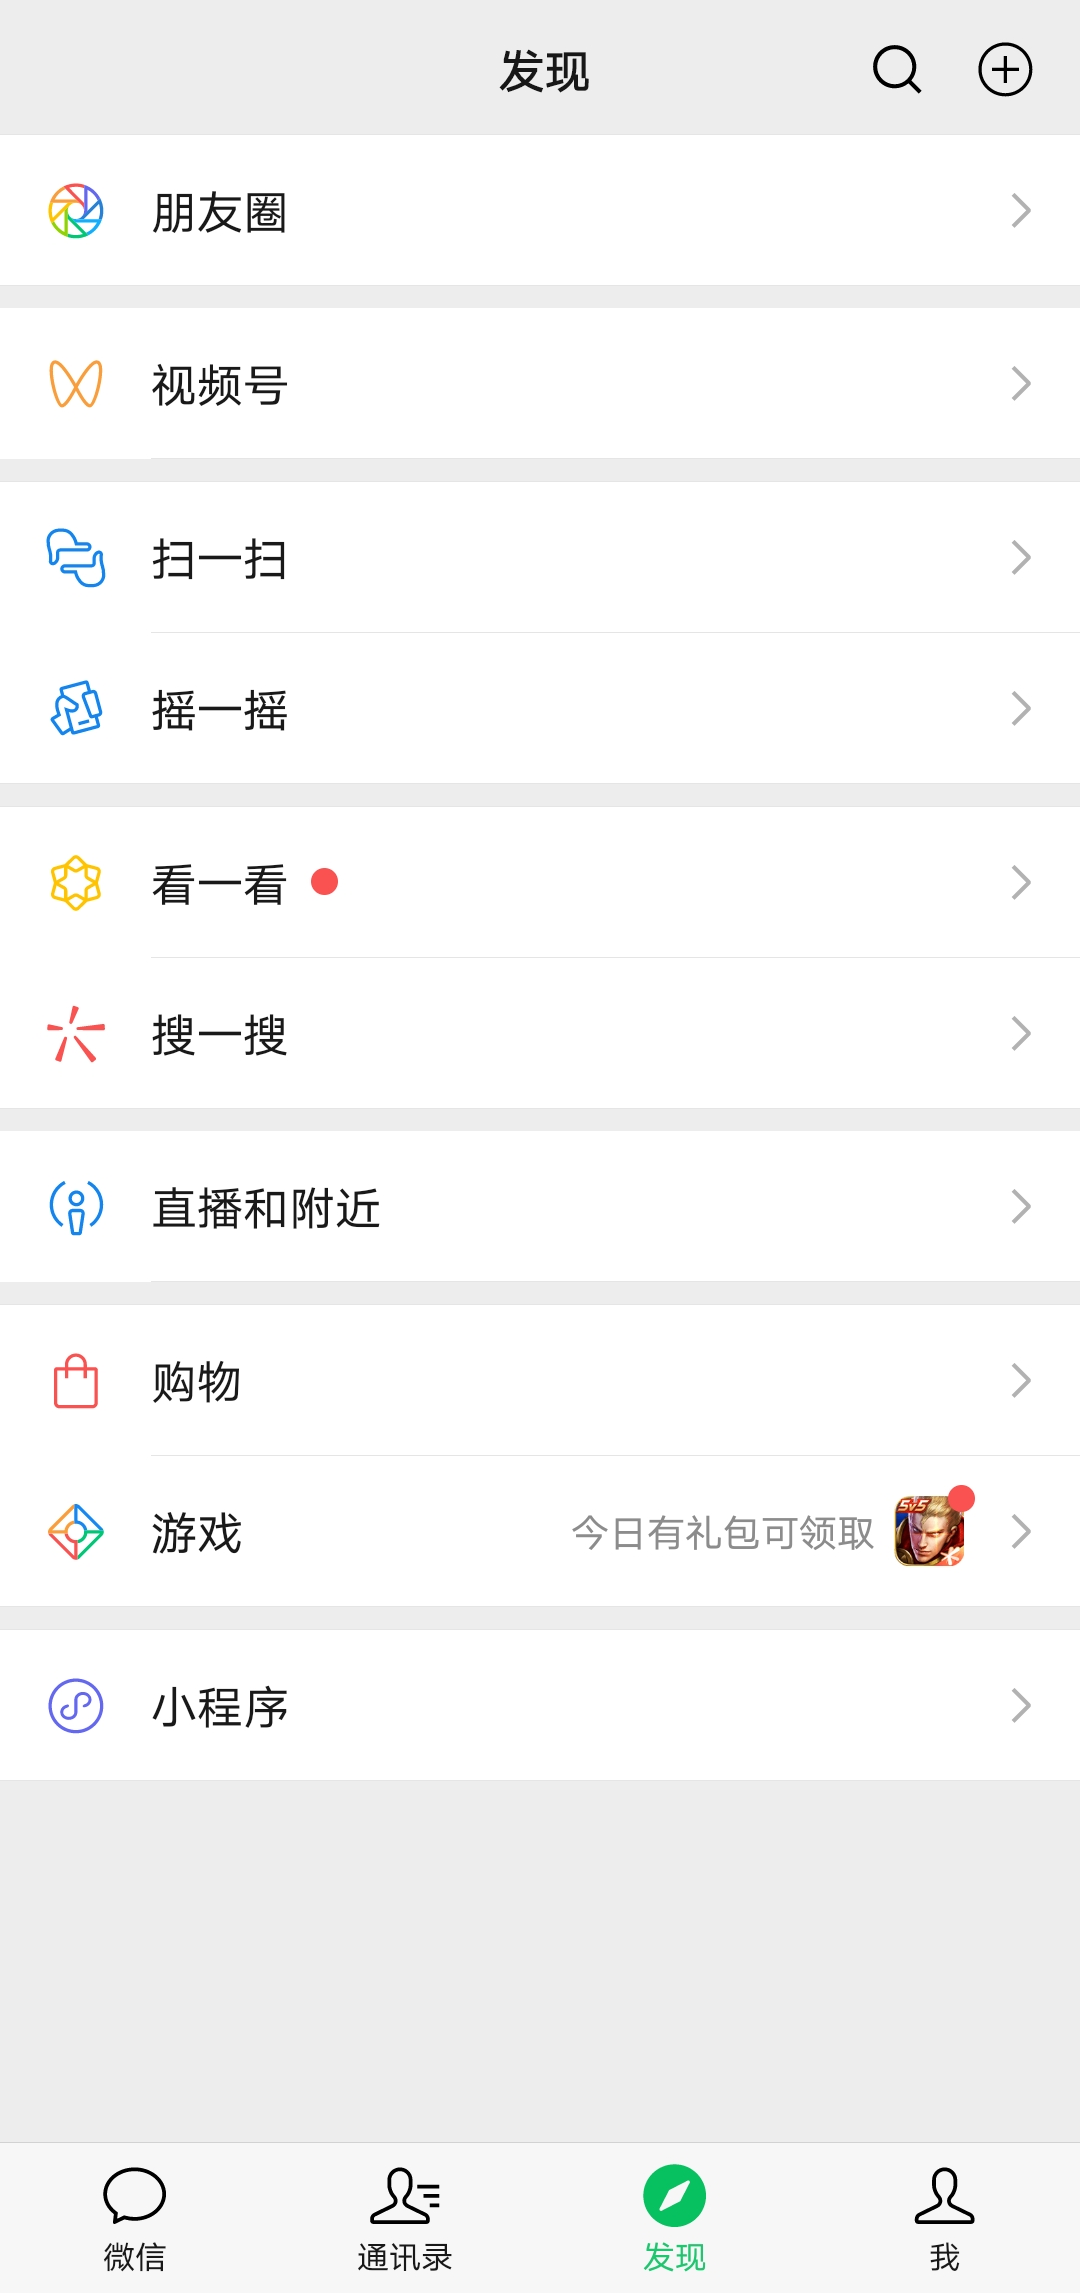 发现
朋友圈
视频号
扫一扫
摇一摇
看一看
搜一搜
直播和附近
购物
游戏 今日有礼包可领取
5v5
小程序
微信 通讯录 发现 我